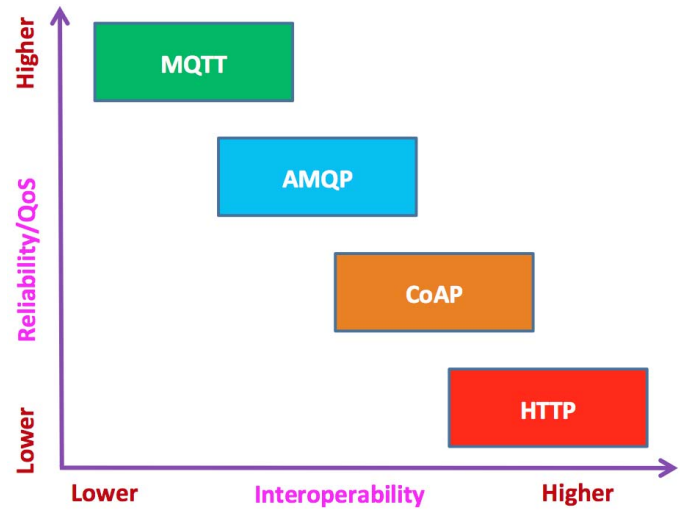 Higher
MQTT
AMQP
Reliability/QoS
CoAP
HTTP
Lower
Lower
Interoperability
Higher